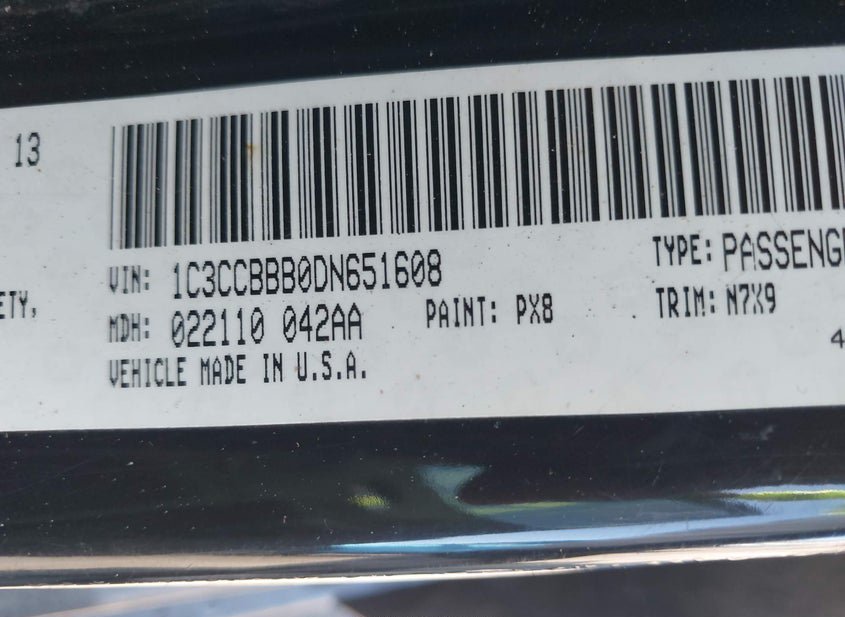 13
VIN: 1C3CCBBB0DN651608
TYPE: PASSENG
ETY,
MDH: 022110 042AA
PAINT: PX8
TRIM: N7X9
VEHICLE MADE IN U.S.A.
4